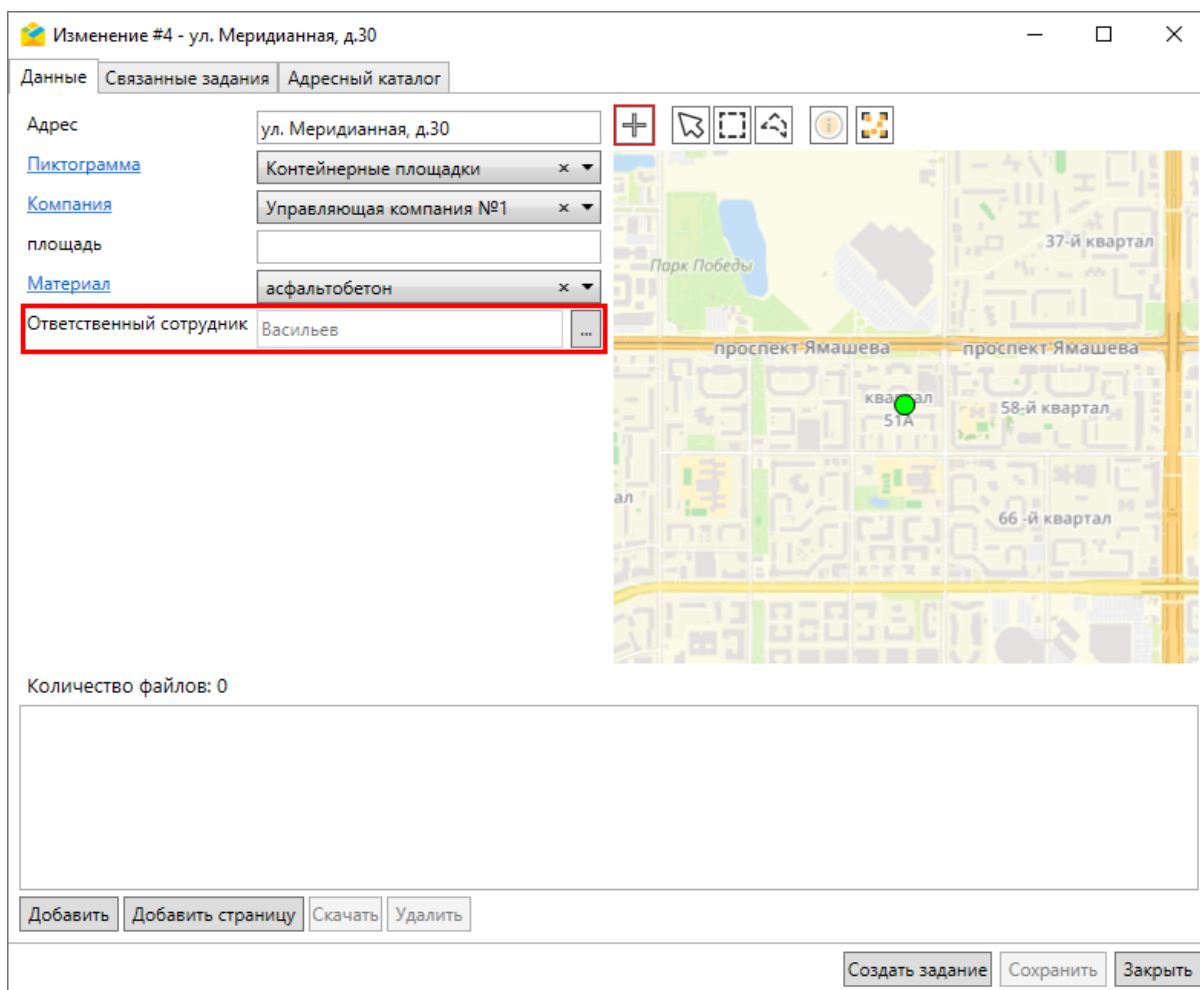 Изменение #4 - ул. Меридианная, д.30
Данные Связанные задания Адресный каталог
Адрес ул. Меридианная, д.30
Пиктограмма Контейнерные площадки
Компания Управляющая компания №1
площадь
Материал асфальтобетон
Ответственный сотрудник Васильев ...
37-й квартал
Парк Победы
проспект Ямашева проспект Ямашева
квартал
51А
58-й квартал
ал
66 -й квартал
Количество файлов: 0
Добавить Добавить страницу Скачать Удалить
Создать задание Сохранить Закрыть